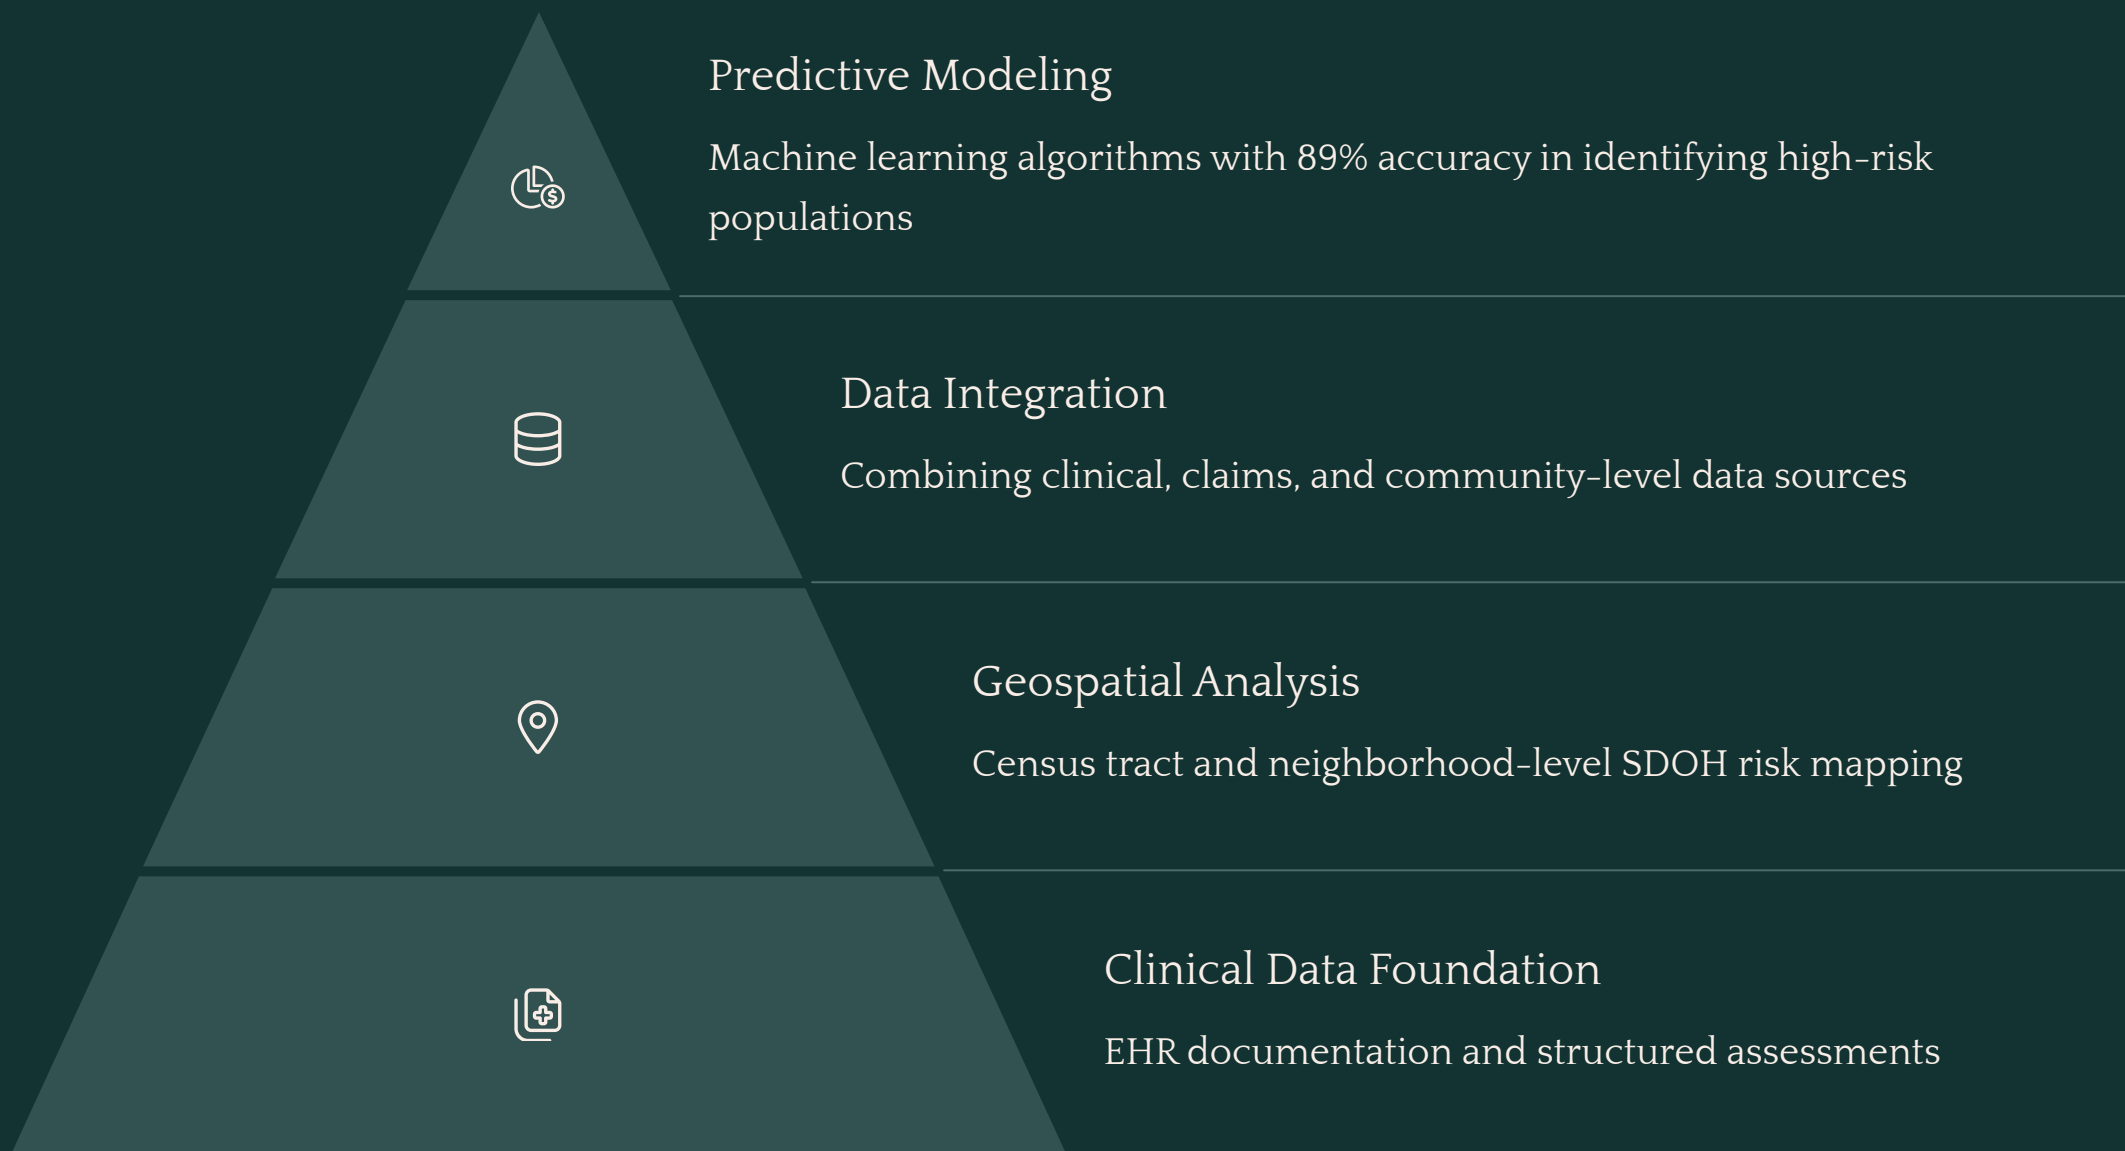 Predictive Modeling
Machine learning algorithms with 89% accuracy in identifying high-risk
populations
Data Integration
Combining clinical, claims, and community-level data sources
Geospatial Analysis
Census tract and neighborhood-level SDOH risk mapping
Clinical Data Foundation
EHR documentation and structured assessments